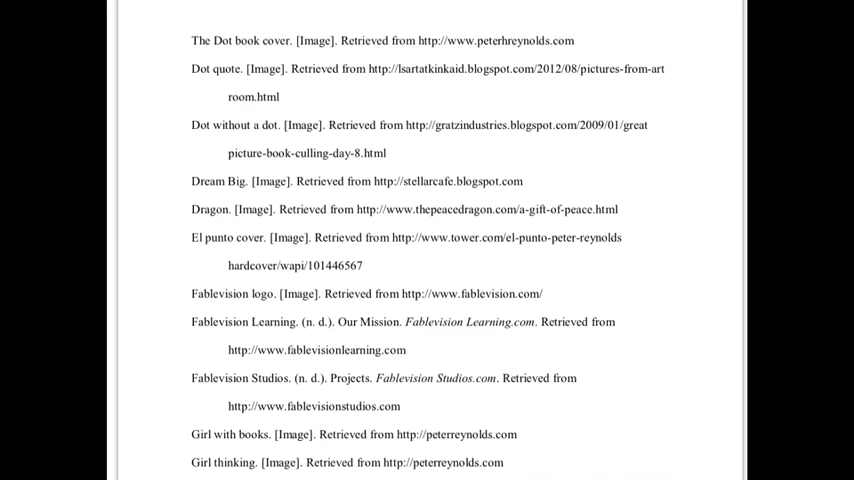 The Dot book cover. [Image]. Retrieved from http://www.peterhreynolds.com
Dot quote. [Image]. Retrieved from http://lsartatkinkaid.blogspot.com/2012/08/pictures-from-art
room.html
Dot without a dot. [Image]. Retrieved from http://gratzindustries.blogspot.com/2009/01/great
picture-book-culling-day-8.html
Dream Big. [Image]. Retrieved from http://stellarcafe.blogspot.com
Dragon. [Image]. Retrieved from http://www.thepeacedragon.com/a-gift-of-peace.html
El punto cover. [Image]. Retrieved from http://www.tower.com/el-punto-peter-reynolds
hardcover/wapi/101446567
Fablevision logo. [Image]. Retrieved from http://www.fablevision.com/
Fablevision Learning. (n. d.). Our Mission. Fablevision Learning.com. Retrieved from
http://www.fablevisionlearning.com
Fablevision Studios. (n. d.). Projects. Fablevision Studios.com. Retrieved from
http://www.fablevisionstudios.com
Girl with books. [Image]. Retrieved from http://peterreynolds.com
Girl thinking. [Image]. Retrieved from http://peterreynolds.com